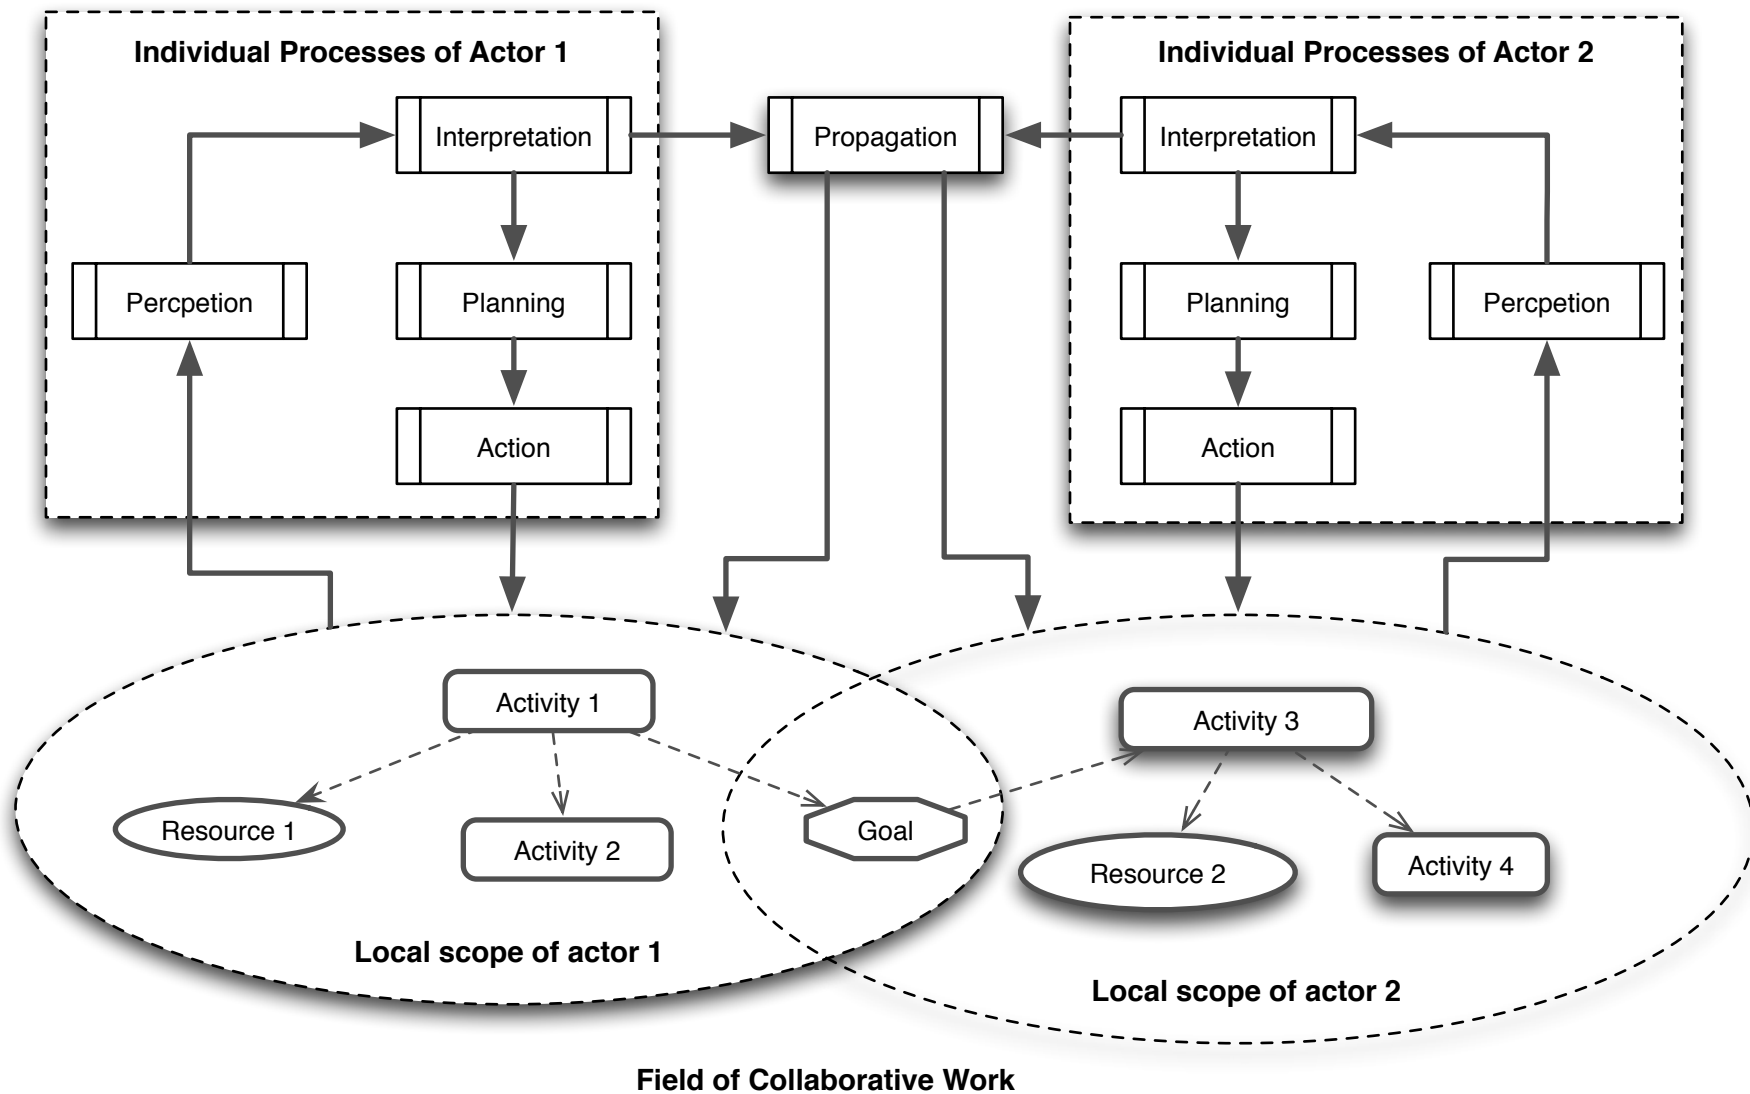 Individual Processes of Actor 1
Individual Processes of Actor 2
Interpretation
Propagation
Interpretation
Percpetion
Planning
Planning
Percpetion
Action
Action
Activity 1
Activity 3
Resource 1
Activity 2
Goal
Resource 2
Activity 4
Local scope of actor 1
Local scope of actor 2
Field of Collaborative Work